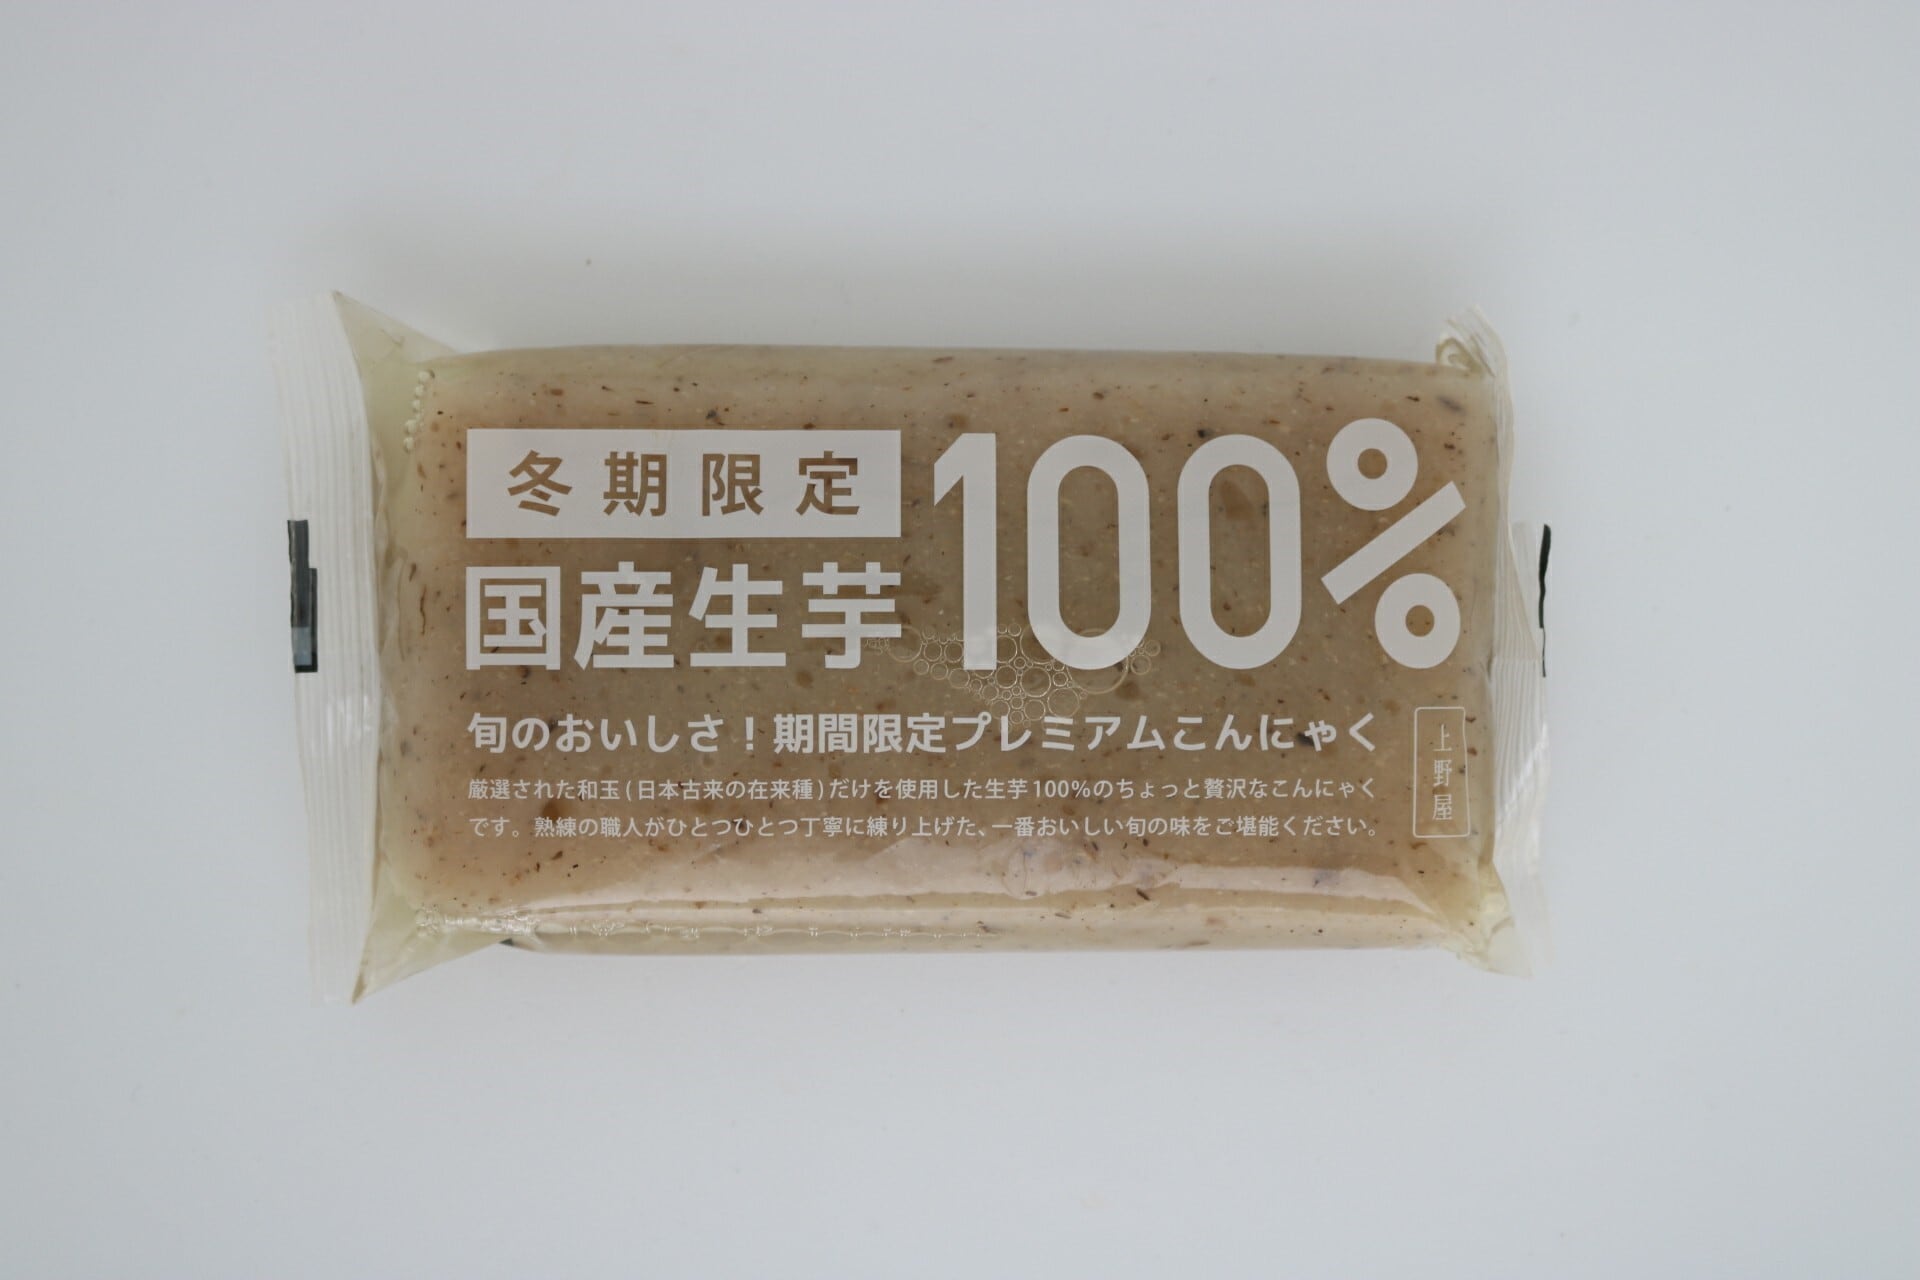 冬期限定
国産生芋100%
旬のおいしさ！期間限定プレミアムこんにゃく
厳選された和玉(日本古来の在来種)だけを使用した生芋100%のちょっと贅沢なこんにゃく
です。熟練の職人がひとつひとつ丁寧に練り上げた、一番おいしい旬の味をご堪能ください。
上野屋